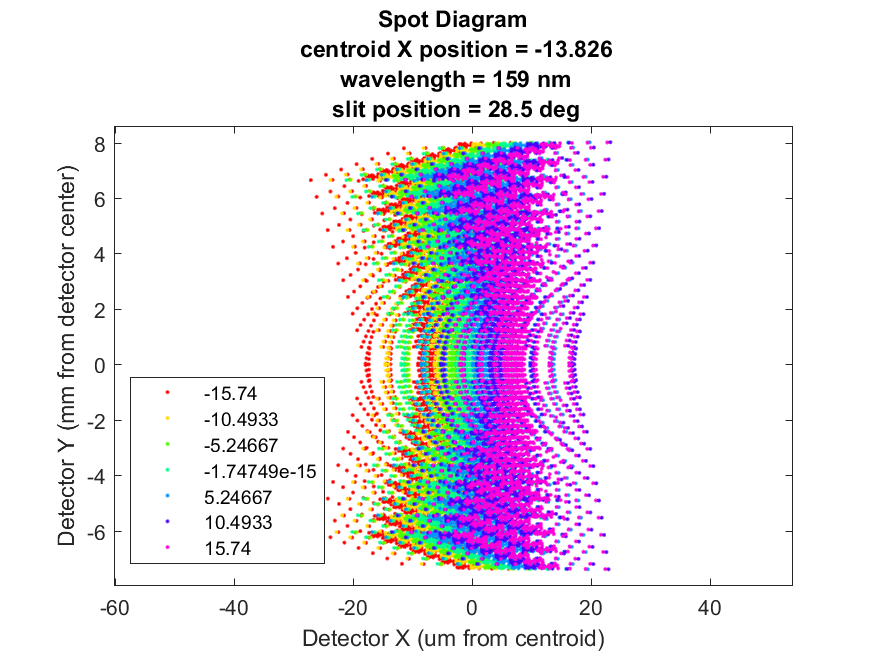 Spot Diagram
centroid X position = -13.826
wavelength = 159 nm
slit position = 28.5 deg
8
6
4
2
0
-2
-4
-6
Detector Y (mm from detector center)
-15.74
-10.4933
-5.24667
-1.74749e-15
5.24667
10.4933
15.74
-60
-40
-20
0
20
40
Detector X (um from centroid)